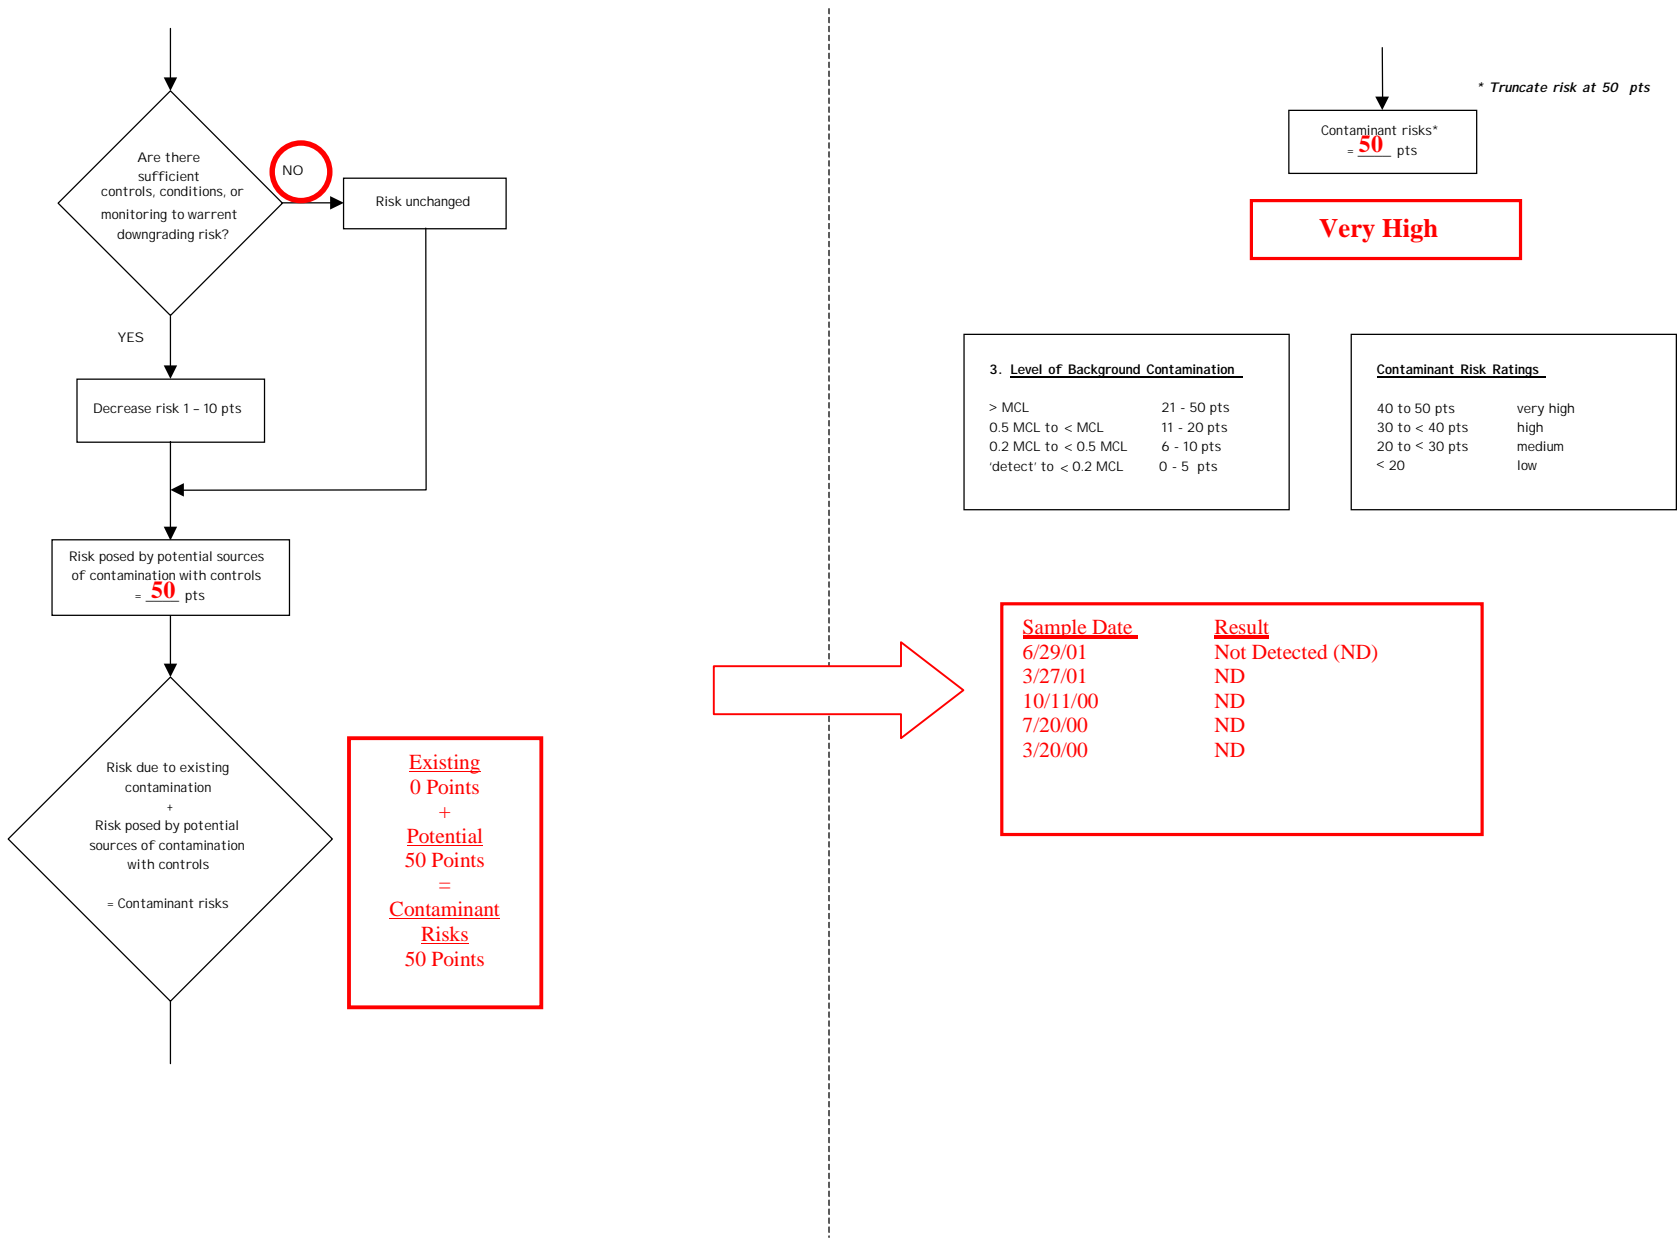 Are there
sufficient
controls, conditions, or
monitoring to warrent
downgrading risk?
NO
Risk unchanged
YES
Decrease risk 1 – 10 pts
Risk posed by potential sources
of contamination with controls
= 50 pts
Risk due to existing
contamination
+
Risk posed by potential
sources of contamination
with controls
= Contaminant risks
Existing
0 Points
+
Potential
50 Points
=
Contaminant
Risks
50 Points
* Truncate risk at 50 pts
Contaminant risks*
= 50 pts
Very High
3. Level of Background Contamination
> MCL 21 - 50 pts
0.5 MCL to < MCL 11 - 20 pts
0.2 MCL to < 0.5 MCL 6 - 10 pts
'detect' to < 0.2 MCL 0 - 5 pts
Contaminant Risk Ratings
40 to 50 pts very high
30 to < 40 pts high
20 to < 30 pts medium
< 20 low
Sample Date Result
6/29/01 Not Detected (ND)
3/27/01 ND
10/11/00 ND
7/20/00 ND
3/20/00 ND